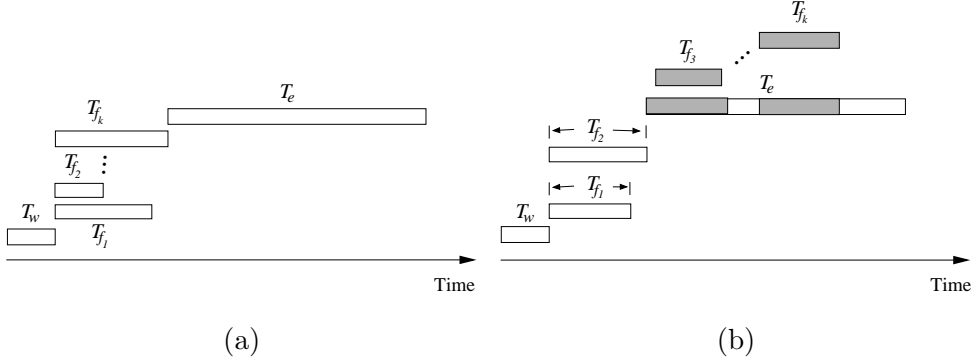 T_e
T_{f_k}
T_{f_2}
T_w
T_{f_1}
Time
(a)
T_{f_k}
T_{f_3}
T_e
T_{f_2}
T_{f_1}
T_w
Time
(b)